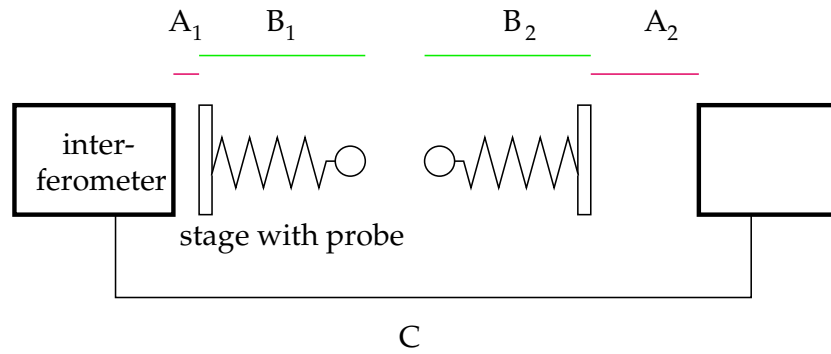 A₁
B₁
B₂
A₂
inter-
ferometer
stage with probe
C